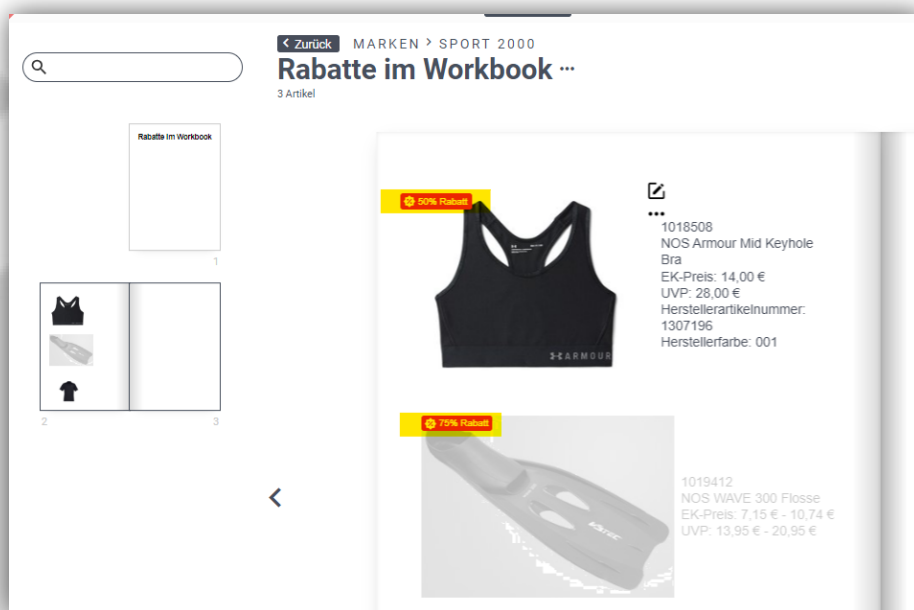 Zurück MARKEN > SPORT 2000
Rabatte im Workbook ...
3 Artikel
Rabatte im Workbook
1
2
3
50% Rabatt
1018508
NOS Armour Mid Keyhole
Bra
EK-Preis: 14,00 €
UVP: 28,00 €
Herstellerartikelnummer:
1307196
Herstellerfarbe: 001
ARMOUR
75% Rabatt
1019412
NOS WAVE 300 Flosse
EK-Preis: 7,15 € - 10,74 €
UVP: 13,95 € - 20,95 €